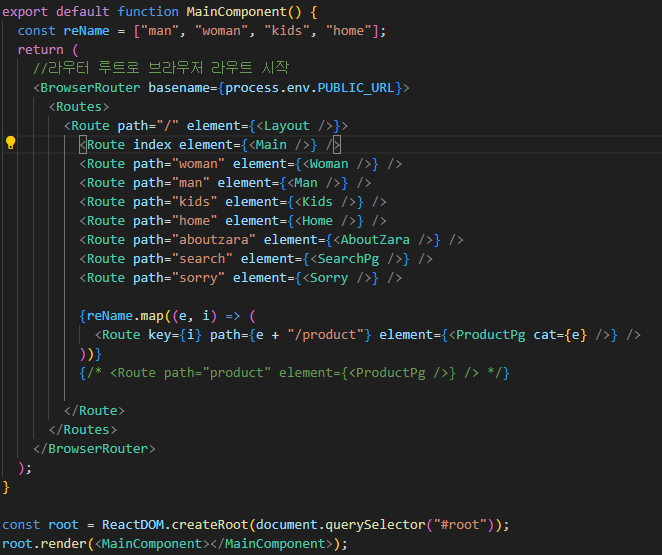 export default function MainComponent() {
  const reName = ["man", "woman", "kids", "home"];
  return (
    //라우터 루트로 브라우저 라우트 시작
    <BrowserRouter basename={process.env.PUBLIC_URL}>
      <Routes>
        <Route path="/" element={<Layout />}>
          <Route index element={<Main />} />
          <Route path="woman" element={<Woman />} />
          <Route path="man" element={<Man />} />
          <Route path="kids" element={<Kids />} />
          <Route path="home" element={<Home />} />
          <Route path="aboutzara" element={<AboutZara />} />
          <Route path="search" element={<SearchPg />} />
          <Route path="sorry" element={<Sorry />} />

          {reName.map((e, i) => (
            <Route key={i} path={e + "/product"} element={<ProductPg cat={e} />} />
          ))}
          {/* <Route path="product" element={<ProductPg />} /> */}

        </Route>
      </Routes>
    </BrowserRouter>
  );
}

const root = ReactDOM.createRoot(document.querySelector("#root"));
root.render(<MainComponent></MainComponent>);